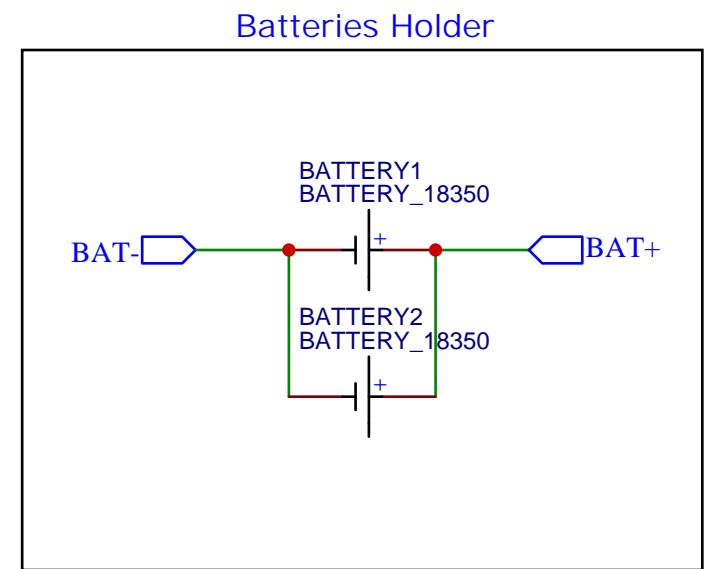 Batteries Holder
BATTERY1
BATTERY_18350
+
BAT-
BAT+
BATTERY2
BATTERY_18350
+